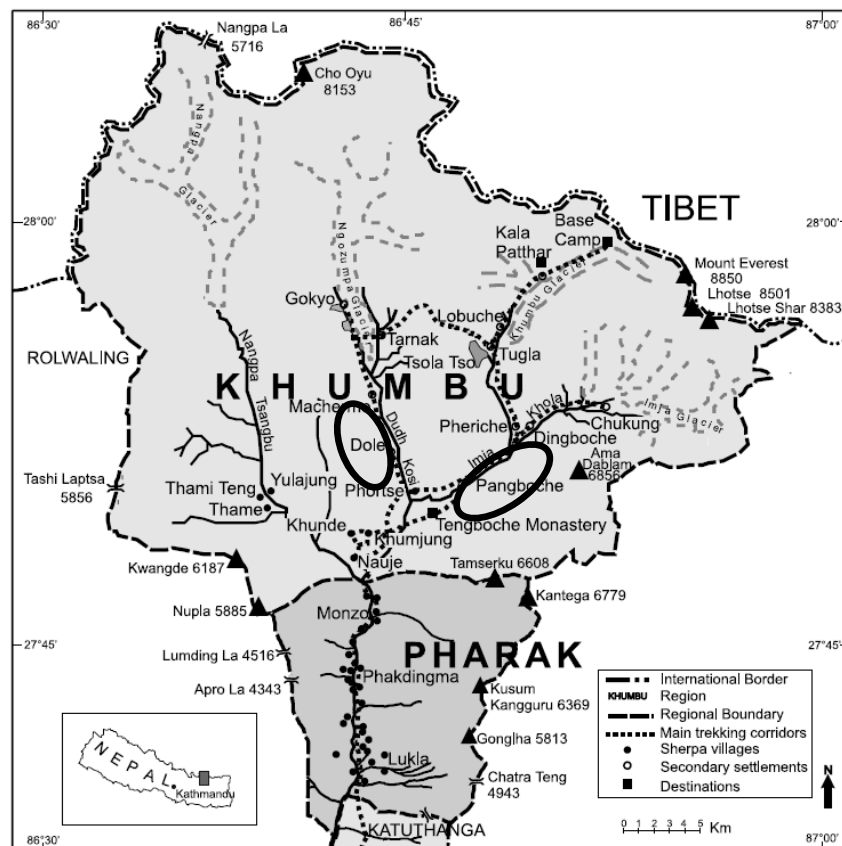 86°30'
86°45'
87°00'
Nangpa La
5716
Cho Oyu
8153
Nangpa
Glacier
Ngozumpa Glacier
28°00'
TIBET
28°00'
Base
Camp
Kala
Patthar
Khumbu Glacier
Mount Everest
8850
Lhotse 8501
Lhotse Shar 8383
Gokyo
Lobuche
Tarnak
Tugla
Tsola Tso
ROLWALING
Nangpa
Tsangbu
KHUMBU
Machermo
Dudh
Kosi
Khola
Imja Glacier
Chukung
Pheriche
Dingboche
Dole
Imja
Ama
Dablam
6856
Tashi Laptsa
5856
Yulajung
Thami Teng
Thame
Phortse
Pangboche
Tengboche Monastery
Khunde
Khumjung
Nauje
Kwangde 6187
Tamserku 6608
Kantega 6779
Nupla 5885
Monzo
27°45'
27°45'
Lumding La 4516
PHARAK
Apro La 4343
Phakdingma
Kusum
Kangguru 6369
Gonglha 5813
Lukla
Chatra Teng
4943
KATUTHANGA
NEPAL
Kathmandu
International Border
KHUMBU Region
Regional Boundary
Main trekking corridors
Sherpa villages
Secondary settlements
Destinations
N
0 1 2 3 4 5 Km
86°30'
87°00'